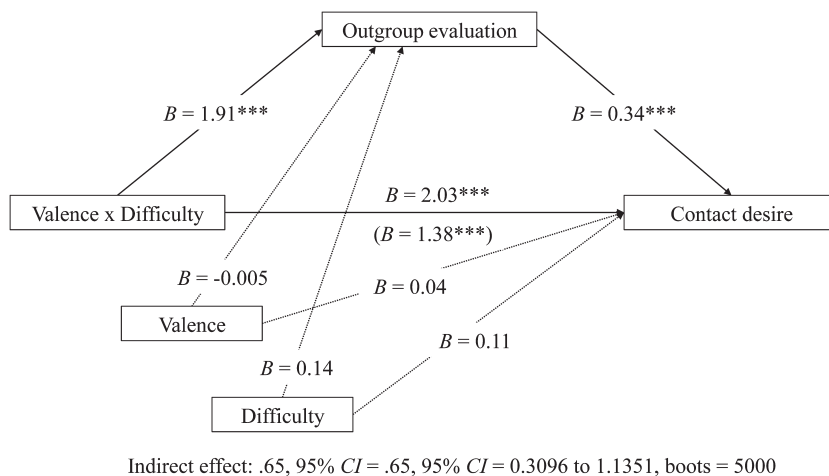 Outgroup evaluation
B = 1.91***
B = 0.34***
B = 2.03***
Valence x Difficulty
Contact desire
(B = 1.38***)
B = -0.005
B = 0.04
Valence
B = 0.11
B = 0.14
Difficulty
Indirect effect: .65, 95% CI = .65, 95% CI = 0.3096 to 1.1351, boots = 5000